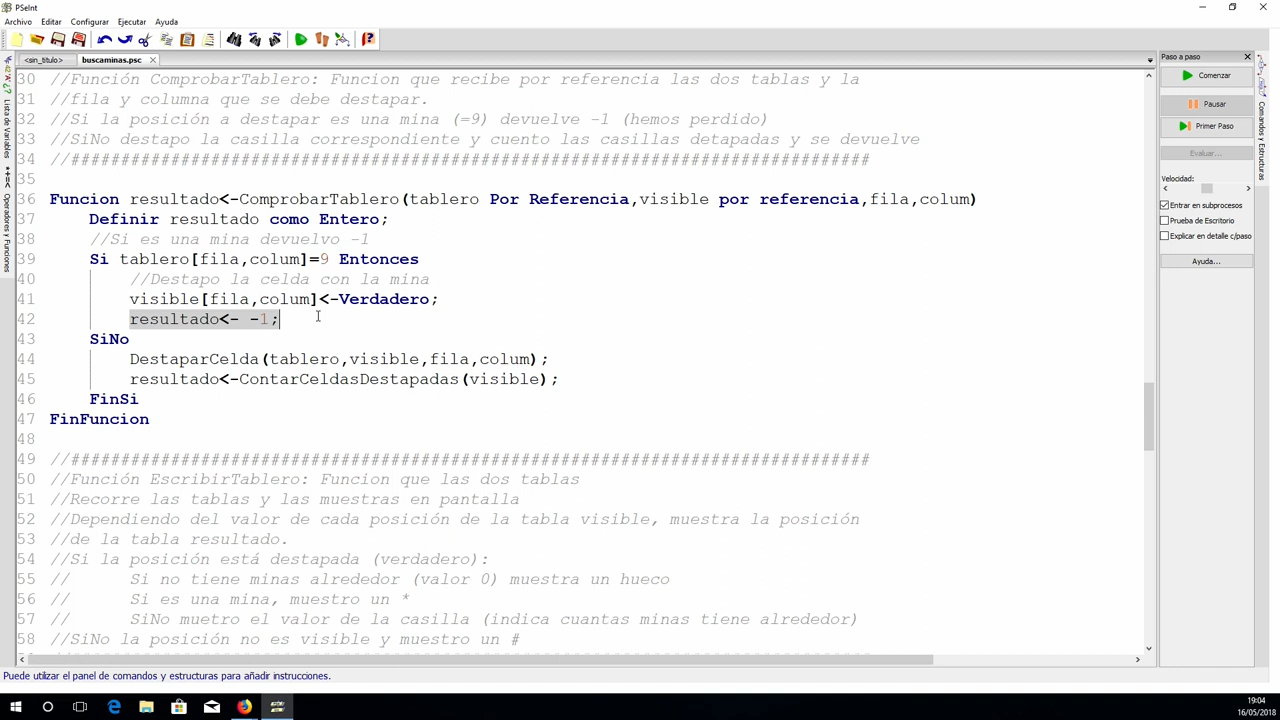 PSeInt
Archivo Editar Configurar Ejecutar Ayuda
<sin_titulo> buscaminas.psc
30 //Función ComprobarTablero: Funcion que recibe por referencia las dos tablas y la
31 //fila y columna que se debe destapar.
32 //Si la posición a destapar es una mina (=9) devuelve -1 (hemos perdido)
33 //SiNo destapo la casilla correspondiente y cuento las casillas detapadas y se devuelve
34 //################################################################################
35
36 Funcion resultado<-ComprobarTablero(tablero Por Referencia,visible por referencia,fila,colum)
37 Definir resultado como Entero;
38 //Si es una mina devuelvo -1
39 Si tablero[fila,colum]=9 Entonces
40 //Destapo la celda con la mina
41 visible[fila,colum]<-Verdadero;
42 resultado<- -1;
43 SiNo
44 DestaparCelda(tablero,visible,fila,colum);
45 resultado<-ContarCeldasDestapadas(visible);
46 FinSi
47 FinFuncion
48
49 //################################################################################
50 //Función EscribirTablero: Funcion que las dos tablas
51 //Recorre las tablas y las muestras en pantalla
52 //Dependiendo del valor de cada posición de la tabla visible, muestra la posición
53 //de la tabla resultado.
54 //Si la posición está destapada (verdadero):
55 // Si no tiene minas alrededor (valor 0) muestra un hueco
56 // Si es una mina, muestro un *
57 // SiNo muetro el valor de la casilla (indica cuantas minas tiene alrededor)
58 //SiNo la posición no es visible y muestro un #
Lista de Variables
Operadores y Funciones
Paso a paso
Comenzar
Pausar
Primer Paso
Evaluar...
Velocidad:
Entrar en subprocesos
Prueba de Escritorio
Explicar en detalle c/paso
Ayuda...
Comandos y Estructuras
Puede utilizar el panel de comandos y estructuras para añadir instrucciones.
19:04
16/05/2018